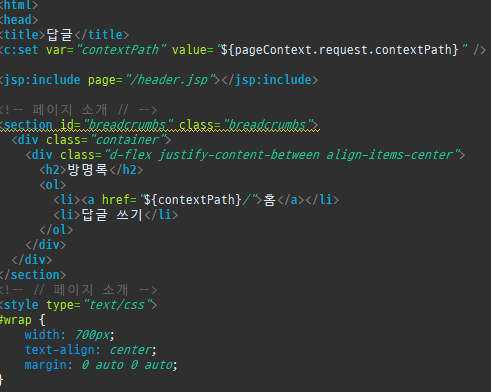 <html>
<head>
<title>답글</title>
<c:set var="contextPath" value="${pageContext.request.contextPath}" />
<jsp:include page="/header.jsp"></jsp:include>
<!-- 페이지 소개 // -->
<section id="breadcrumbs" class="breadcrumbs">
<div class="container">
<div class="d-flex justify-content-between align-items-center">
<h2>방명록</h2>
<ol>
<li><a href="${contextPath}/">홈</a></li>
<li>답글 쓰기</li>
</ol>
</div>
</div>
</section>
<!-- // 페이지 소개 -->
<style type="text/css">
#wrap {
width: 700px;
text-align: center;
margin: 0 auto 0 auto;
}